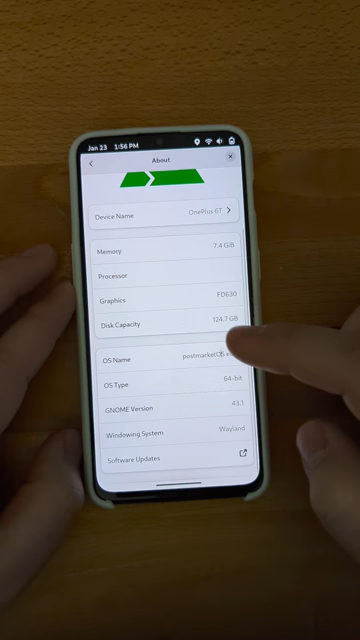 Jan 23 1:56 PM
About
Device Name OnePlus 6T
Memory 7.4 GiB
Processor
Graphics FD630
Disk Capacity 124.7 GB
OS Name postmarketOS
OS Type 64-bit
GNOME Version 43.1
Windowing System Wayland
Software Updates